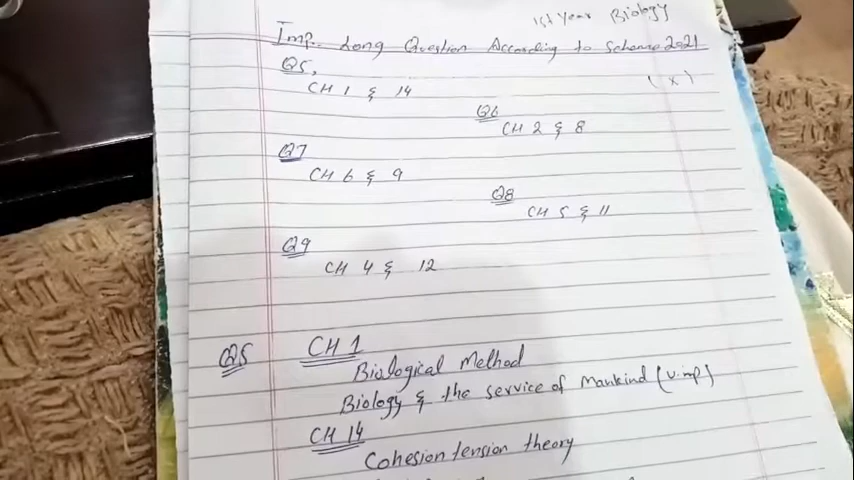 1st Year Biology
Imp. Long Question According to Scheme 2021
Q5,
CH 1 & 14 (x)
Q6
CH 2 & 8
Q7
CH 6 & 9
Q8
CH 5 & 11
Q9
CH 4 & 12
Q5 CH 1
Biological Method
Biology & the service of Mankind (v.imp)
CH 14
Cohesion tension theory